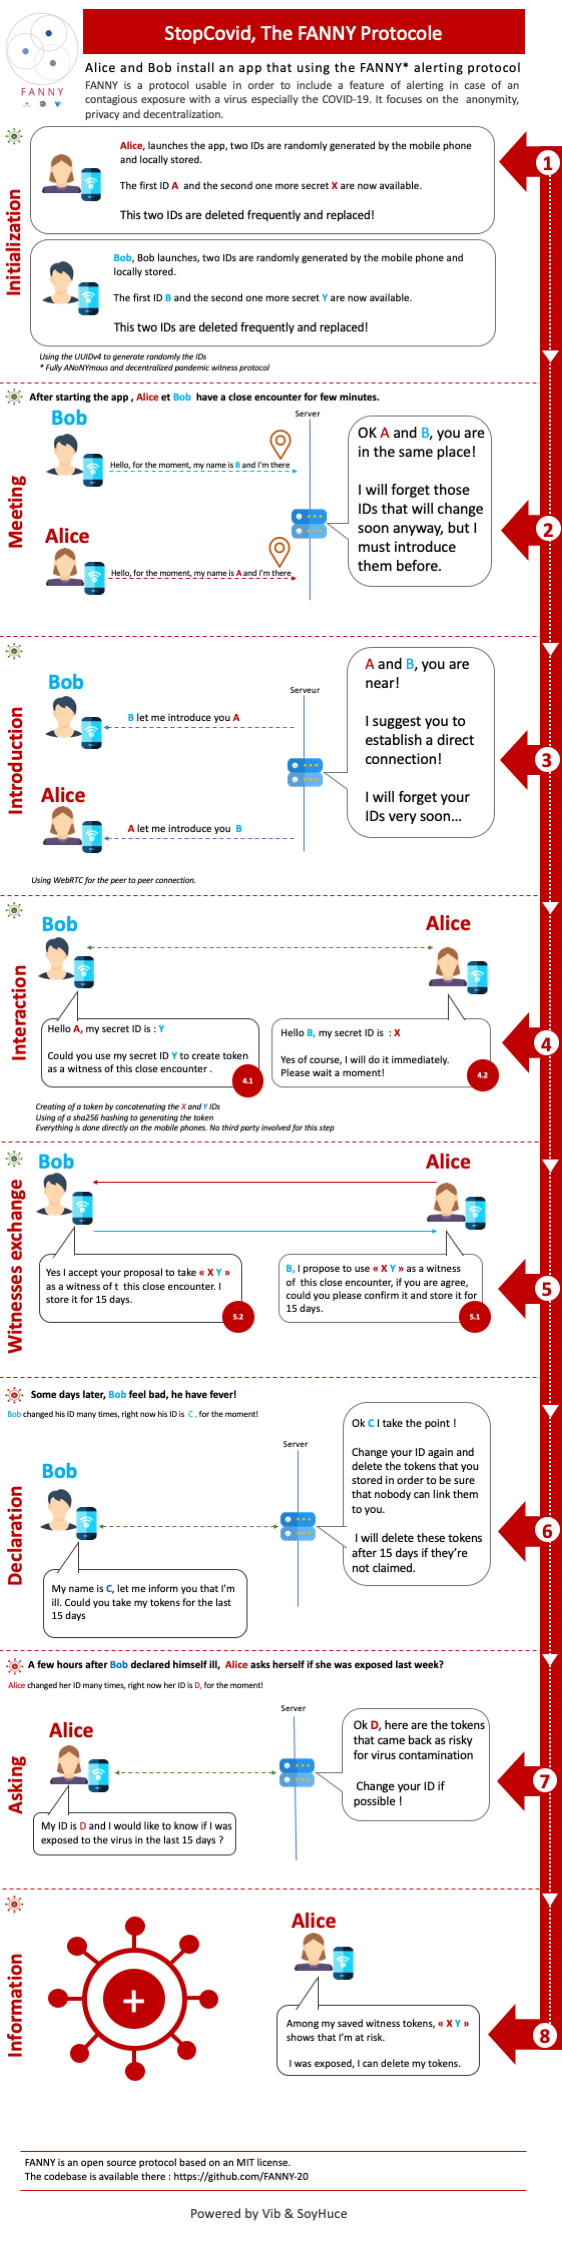 FANNY
StopCovid, The FANNY Protocole
Alice and Bob install an app that using the FANNY* alerting protocol
FANNY is a protocol usable in order to include a feature of alerting in case of an
contagious exposure with a virus especially the COVID-19. It focuses on the anonymity,
privacy and decentralization.
Initialization
1
Alice, launches the app, two IDs are randomly generated by the mobile phone
and locally stored.
The first ID A and the second one more secret X are now available.
This two IDs are deleted frequently and replaced!
Bob, Bob launches, two IDs are randomly generated by the mobile phone and
locally stored.
The first ID B and the second one more secret Y are now available.
This two IDs are deleted frequently and replaced!
Using the UUIDv4 to generate randomly the IDs
* Fully ANoNYmous and decentralized pandemic witness protocol
After starting the app , Alice et Bob have a close encounter for few minutes.
Meeting
2
Bob
Server
Hello, for the moment, my name is B and I'm there
Alice
Hello, for the moment, my name is A and I'm there
OK A and B, you are
in the same place!
I will forget those
IDs that will change
soon anyway, but I
must introduce
them before.
Introduction
3
Bob
Serveur
B let me introduce you A
Alice
A let me introduce you B
A and B, you are
near!
I suggest you to
establish a direct
connection!
I will forget your
IDs very soon...
Using WebRTC for the peer to peer connection.
Interaction
4
Bob
Alice
Hello A, my secret ID is : Y
Could you use my secret ID Y to create token
as a witness of this close encounter .
4.1
Hello B, my secret ID is : X
Yes of course, I will do it immediately.
Please wait a moment!
4.2
Creating of a token by concatenating the X and Y IDs
Using of a sha256 hashing to generating the token
Everything is done directly on the mobile phones. No third party involved for this step
Witnesses exchange
5
Bob
Alice
Yes I accept your proposal to take « X Y »
as a witness of t this close encounter. I
store it for 15 days.
5.2
B, I propose to use « X Y » as a witness
of this close encounter, if you are agree,
could you please confirm it and store it for
15 days.
5.1
Some days later, Bob feel bad, he have fever!
Bob changed his ID many times, right now his ID is C , for the moment!
Declaration
6
Bob
Server
My name is C, let me inform you that I'm
ill. Could you take my tokens for the last
15 days
Ok C I take the point !
Change your ID again and
delete the tokens that you
stored in order to be sure
that nobody can link them
to you.
I will delete these tokens
after 15 days if they're
not claimed.
A few hours after Bob declared himself ill, Alice asks herself if she was exposed last week?
Alice changed her ID many times, right now her ID is D, for the moment!
Asking
7
Alice
Server
My ID is D and I would like to know if I was
exposed to the virus in the last 15 days ?
Ok D, here are the tokens
that came back as risky
for virus contamination
Change your ID if
possible !
Information
8
Alice
Among my saved witness tokens, « X Y »
shows that I'm at risk.
I was exposed, I can delete my tokens.
FANNY is an open source protocol based on an MIT license.
The codebase is available there : https://github.com/FANNY-20
Powered by Vib & SoyHuce